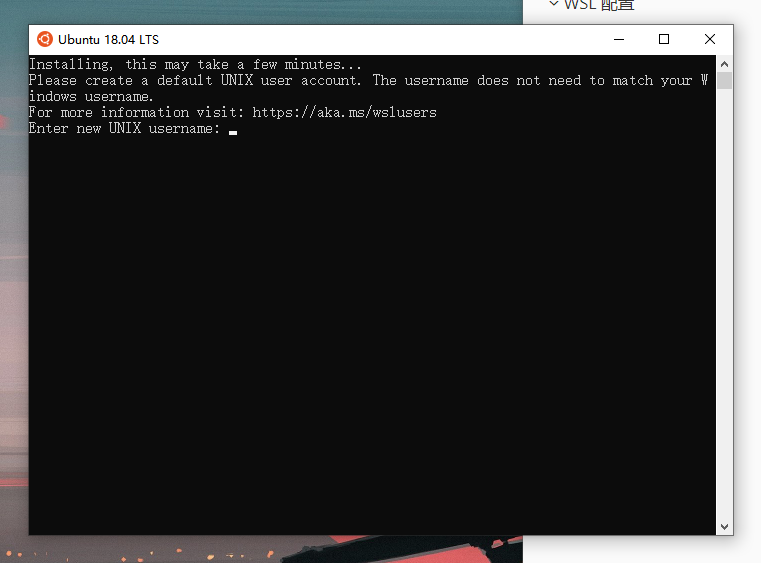 WSL 配置
Ubuntu 18.04 LTS
Installing, this may take a few minutes...
Please create a default UNIX user account. The username does not need to match your W
indows username.
For more information visit: https://aka.ms/wslusers
Enter new UNIX username: